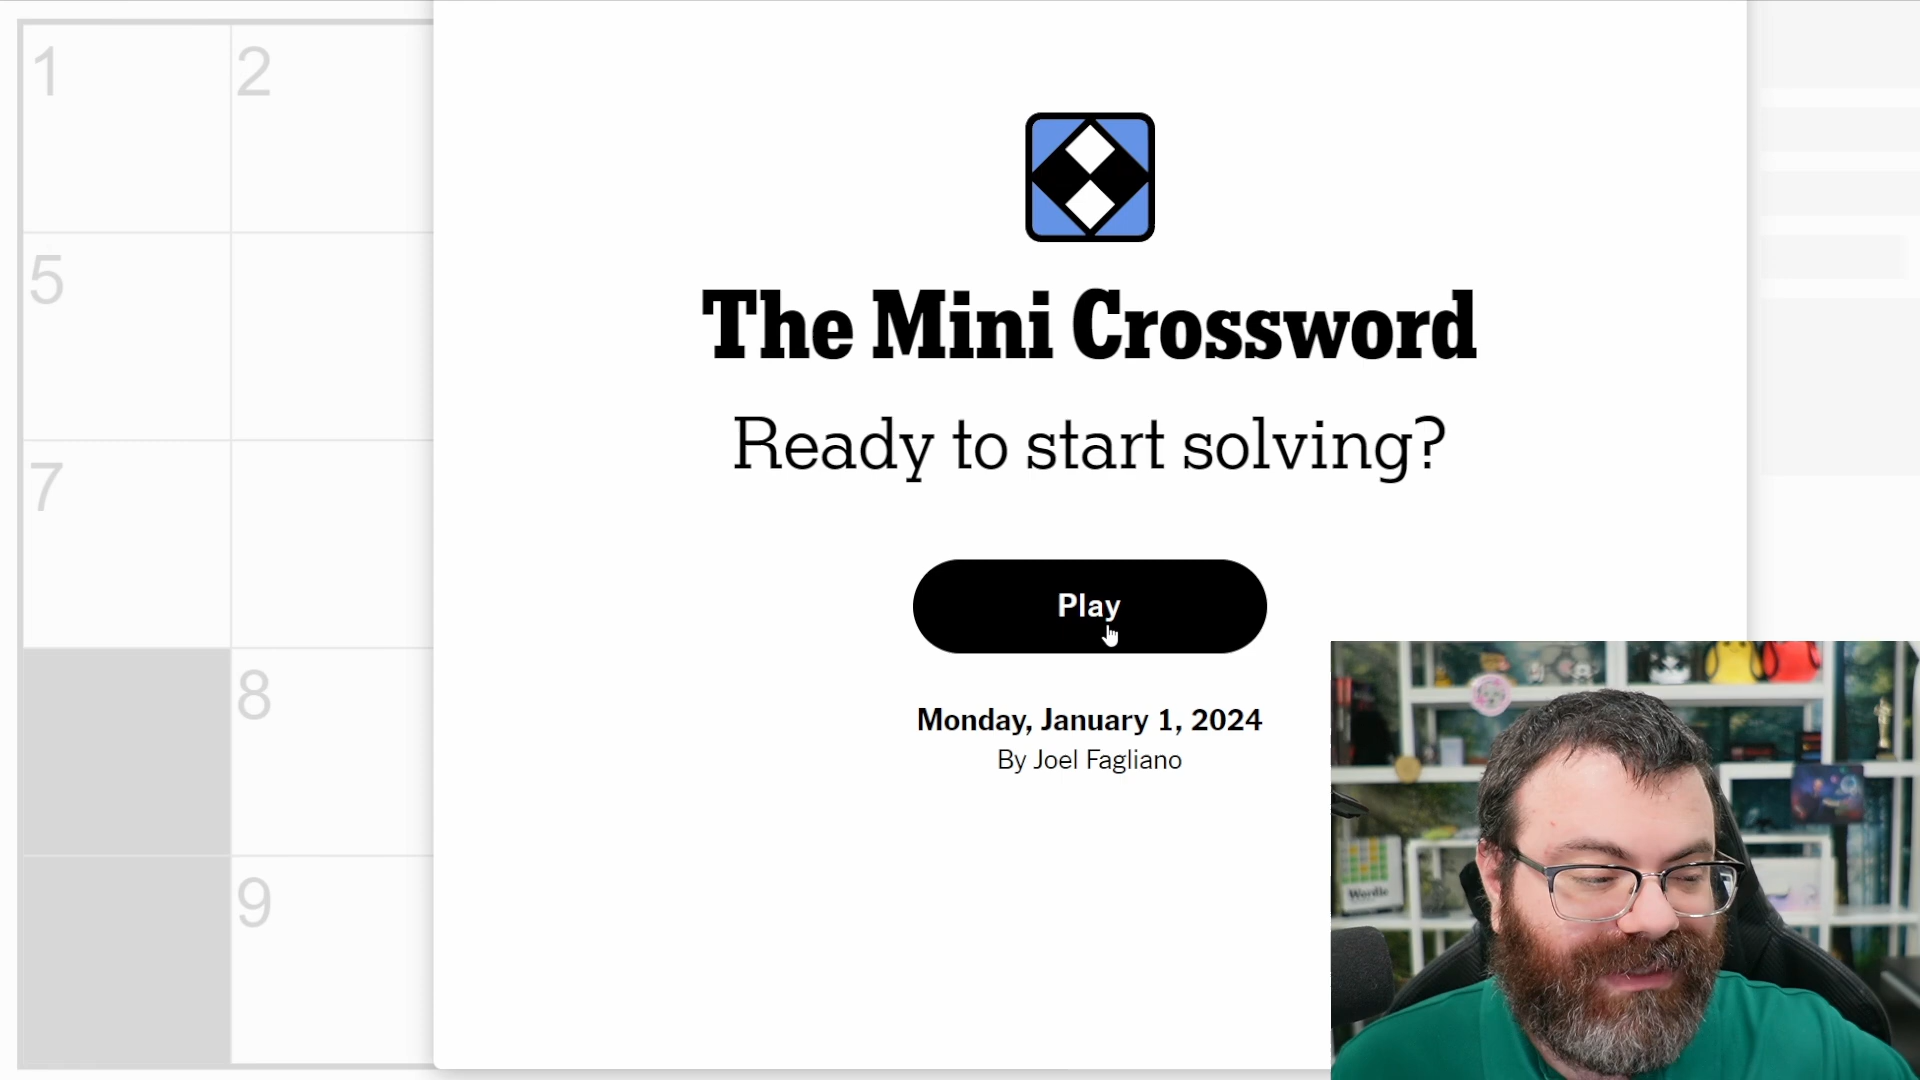 1 2
5
7
8
9
The Mini Crossword
Ready to start solving?
Play
Monday, January 1, 2024
By Joel Fagliano
Wordle